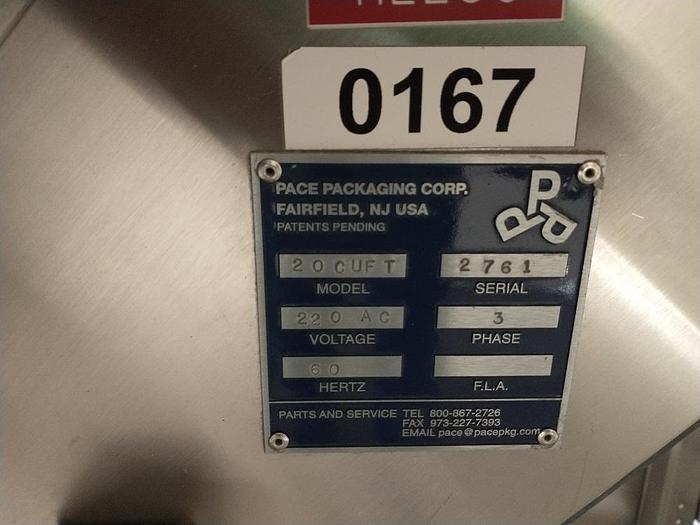 0167
PACE PACKAGING CORP.
FAIRFIELD, NJ USA
PATENTS PENDING
PPP
20CUFT 2761
MODEL SERIAL
220 AC 3
VOLTAGE PHASE
60
HERTZ F.L.A.
PARTS AND SERVICE TEL 800-867-2726
FAX 973-227-7393
EMAIL pace@pacepkg.com